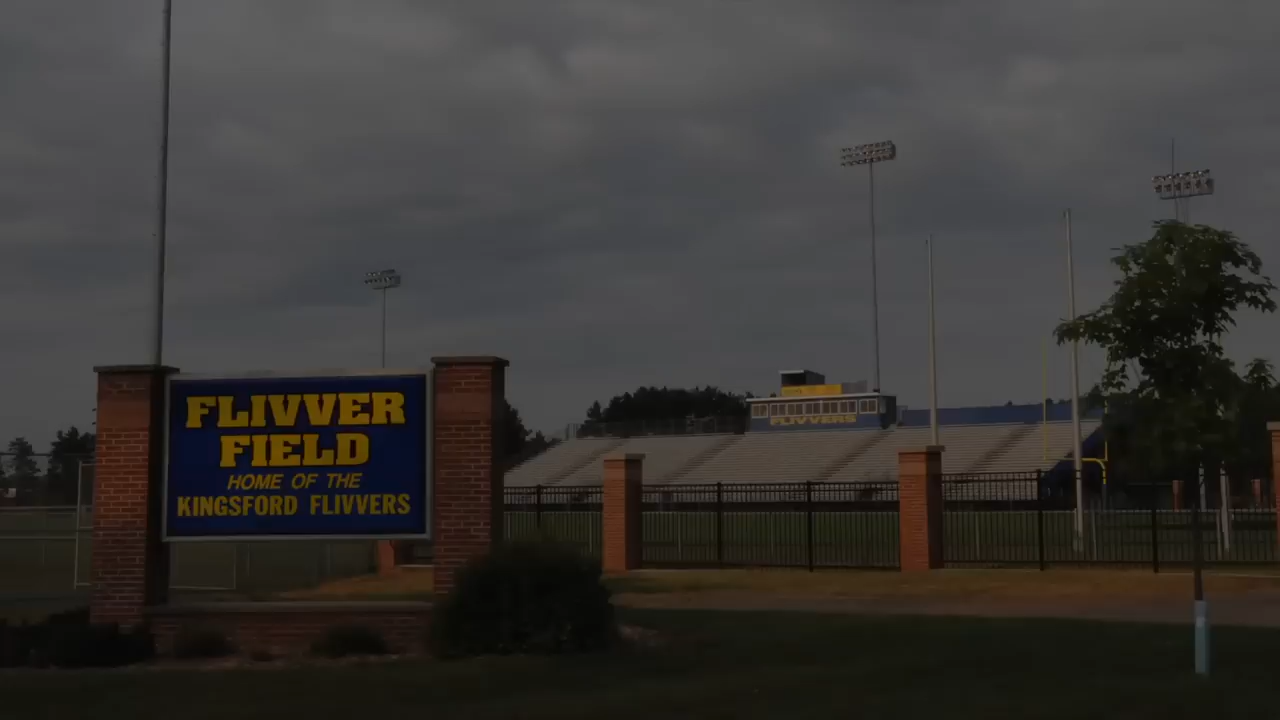 FLIVVER
FIELD
HOME OF THE
KINGSFORD FLIVVERS
FLIVVERS